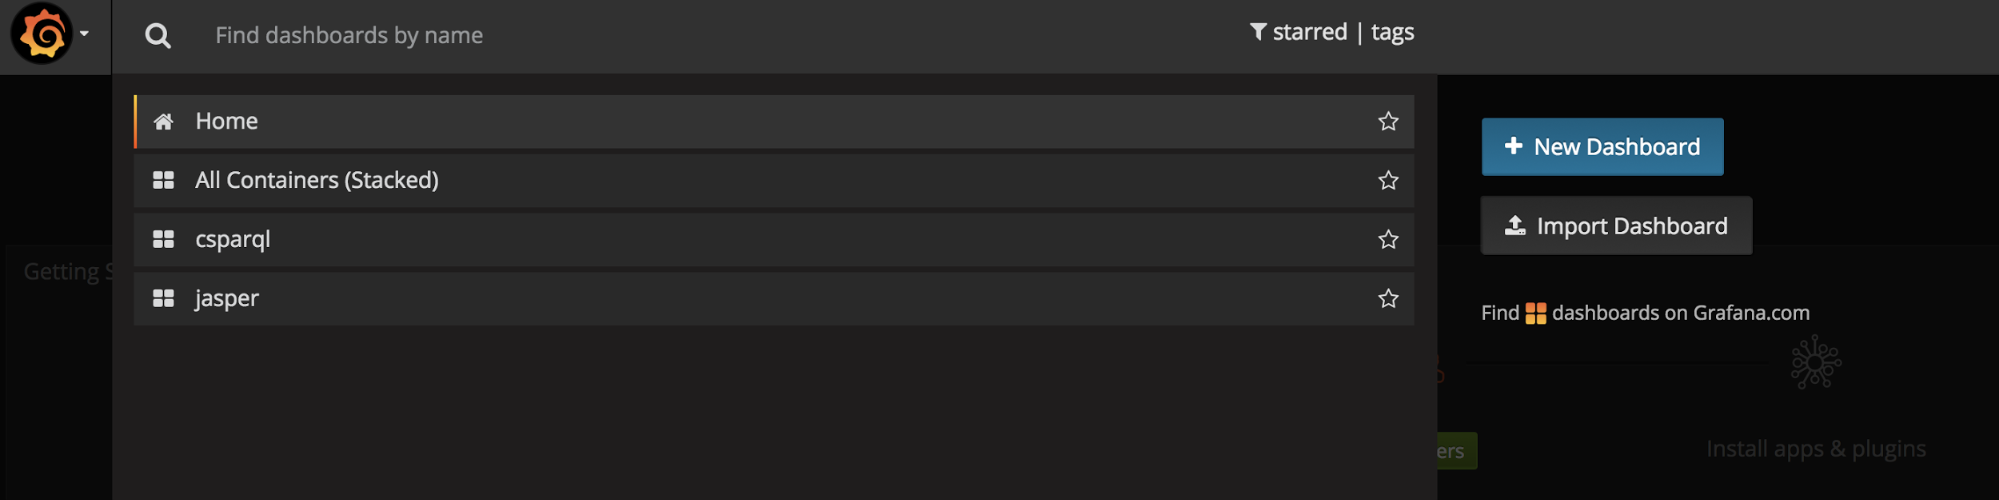 Find dashboards by name
starred | tags
Home
All Containers (Stacked)
csparql
jasper
New Dashboard
Import Dashboard
Find dashboards on Grafana.com
Getting S
ers
Install apps & plugins